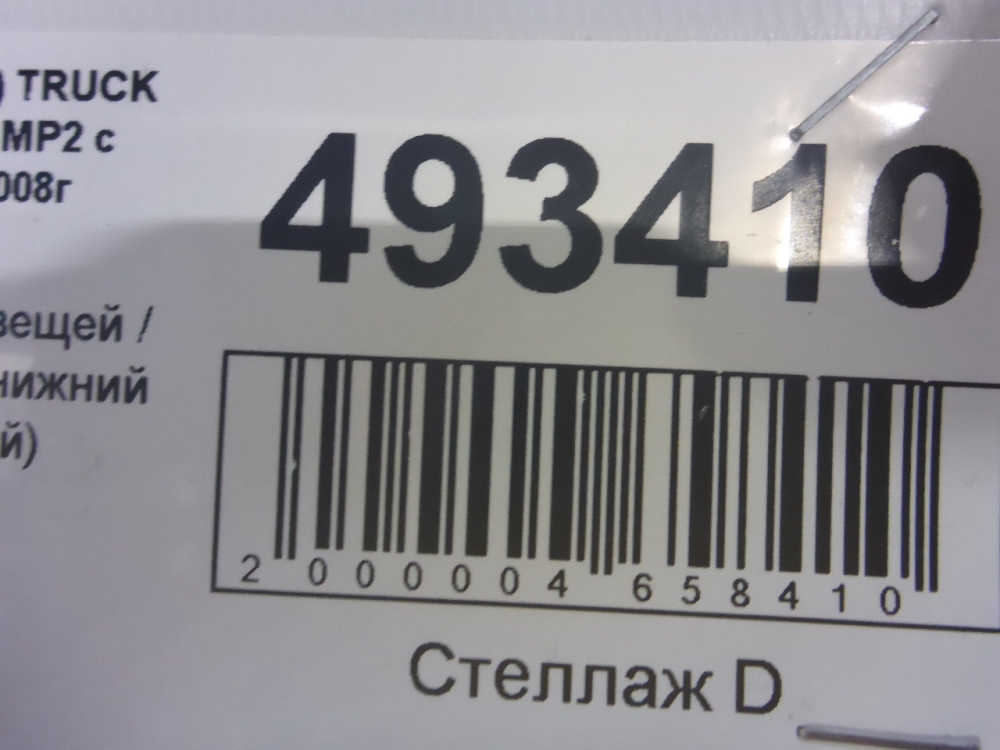 ) TRUCK
MP2 с
008г
493410
вещей /
нижний
й)
2 000004 658410
Стеллаж D